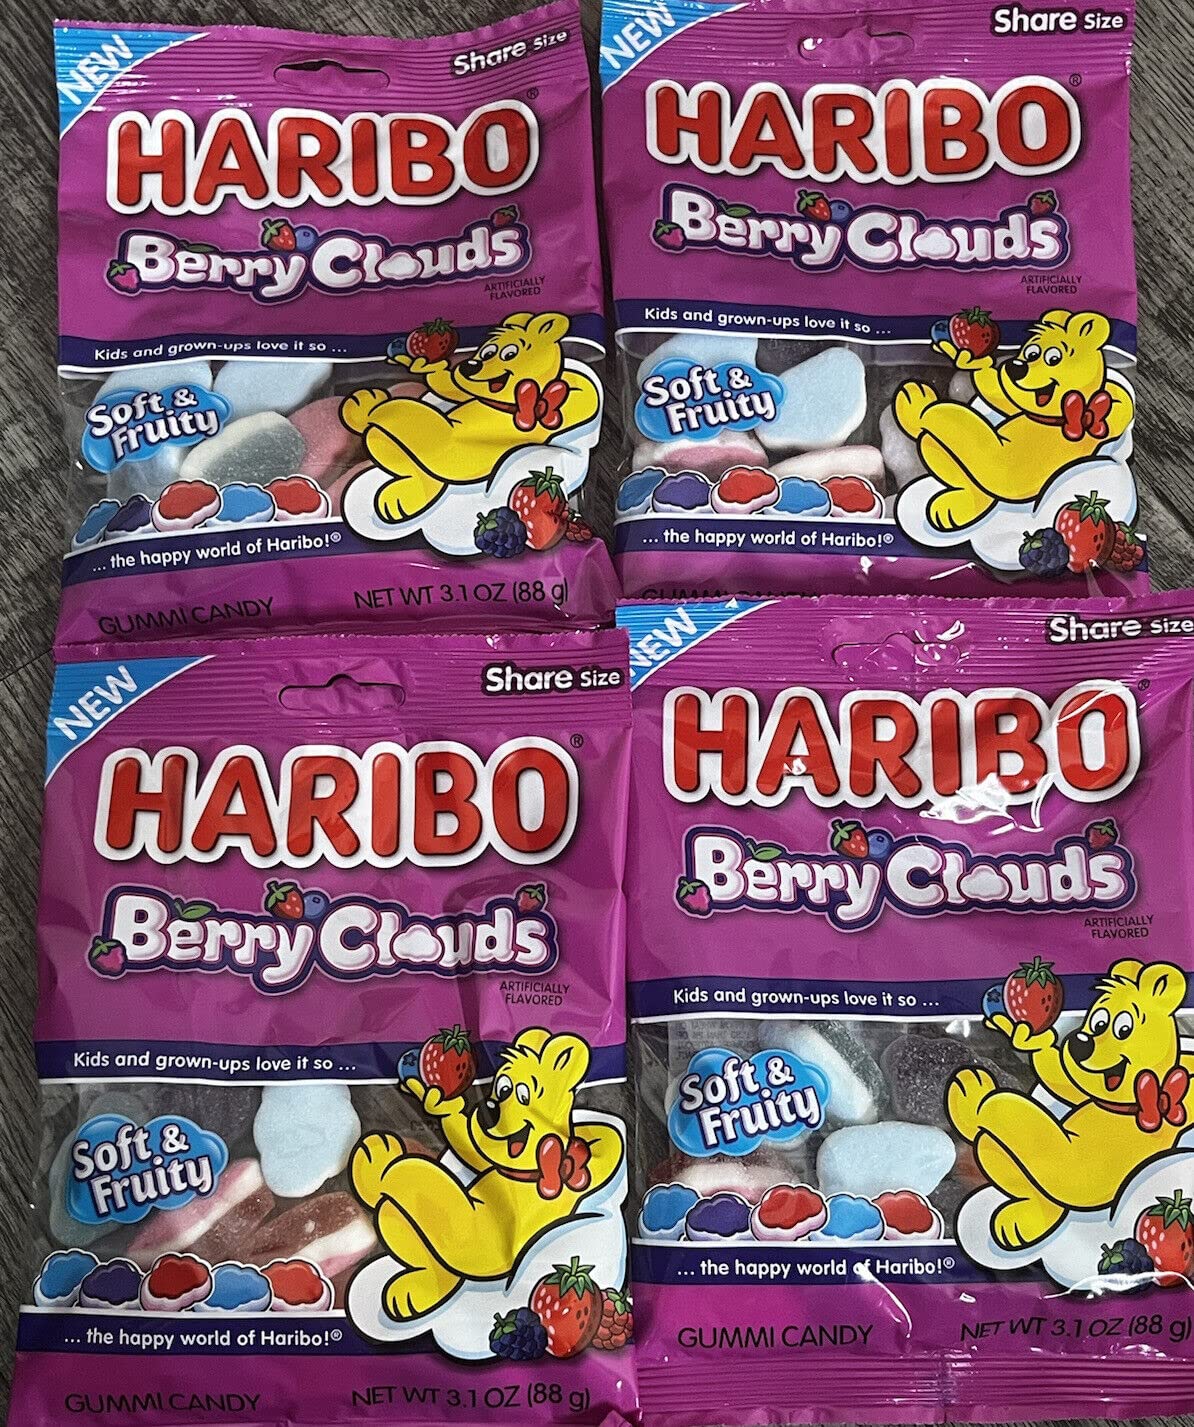 NEW
Share Size
HARIBO®
Berry Clouds
ARTIFICIALLY
FLAVORED
Kids and grown-ups love it so ...
Soft &
Fruity
... the happy world of Haribo!®
GUMMI CANDY NET WT 3.1 OZ (88 g)
NEW
Share Size
HARIBO®
Berry Clouds
ARTIFICIALLY
FLAVORED
Kids and grown-ups love it so ...
Soft &
Fruity
... the happy world of Haribo!®
GUMMI CANDY
NEW
Share Size
HARIBO®
Berry Clouds
ARTIFICIALLY
FLAVORED
Kids and grown-ups love it so ...
Soft &
Fruity
... the happy world of Haribo!®
GUMMI CANDY NET WT 3.1 OZ (88 g)
NEW
Share Size
HARIBO®
Berry Clouds
ARTIFICIALLY
FLAVORED
Kids and grown-ups love it so ...
Soft &
Fruity
... the happy world of Haribo!®
GUMMI CANDY NET WT 3.1 OZ (88 g)